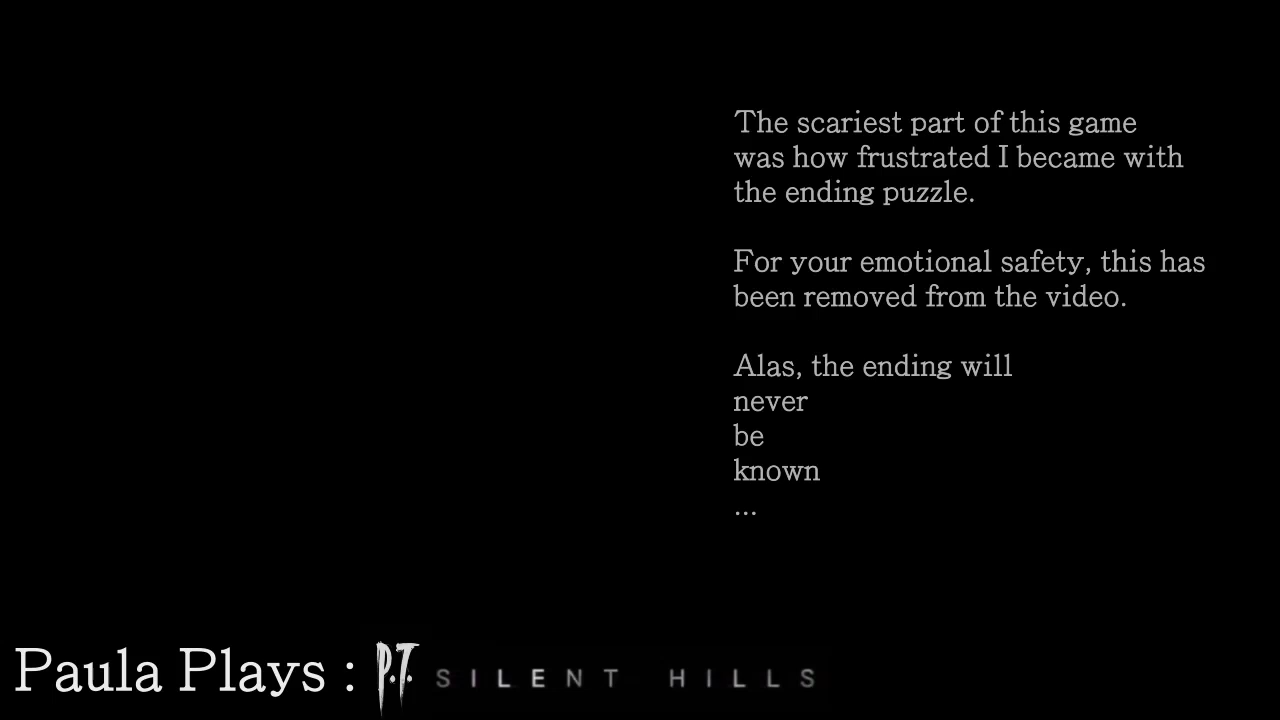 The scariest part of this game
was how frustrated I became with
the ending puzzle.
For your emotional safety, this has
been removed from the video.
Alas, the ending will
never
be
known
...
Paula Plays : P.T. SILENT HILLS